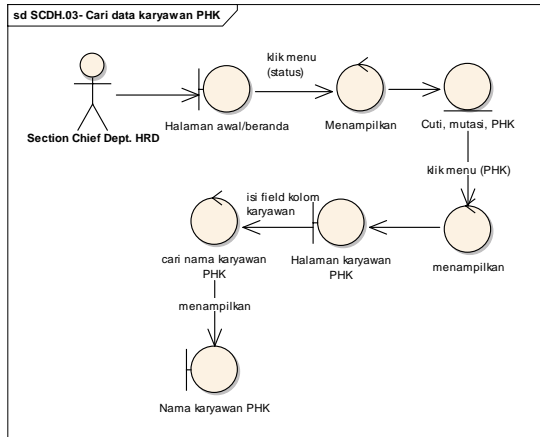 sd SCDH.03- Cari data karyawan PHK
klik menu
(status)
Section Chief Dept. HRD
Halaman awal/beranda
Menampilkan
Cuti, mutasi, PHK
klik menu (PHK)
isi field kolom
karyawan
cari nama karyawan
PHK
Halaman karyawan
PHK
menampilkan
menampilkan
Nama karyawan PHK